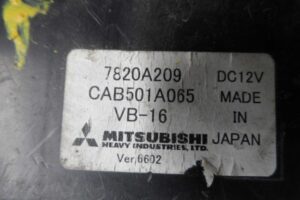 7820A209 DC12V
CAB501A065 MADE
VB-16 IN
MITSUBISHI JAPAN
HEAVY INDUSTRIES, LTD.
Ver.6602